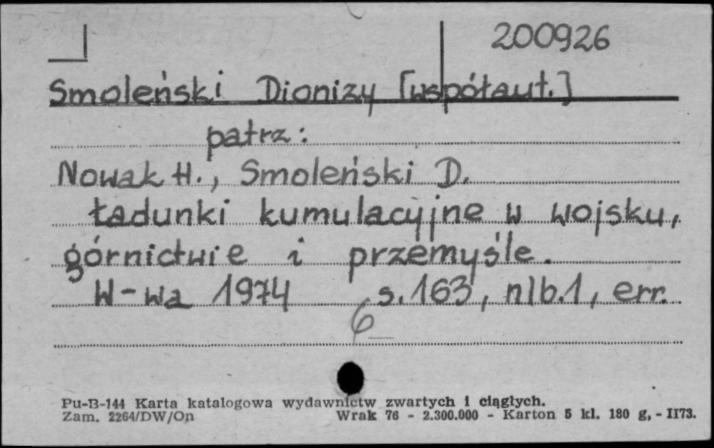 200926
Smoleński Dionizy [współaut.]
patrz:
Nowak H., Smoleński D.
Ładunki kumulacyjne w wojsku,
górnictwie i przemyśle.
W-wa 1974 s. 163, nlb. 1, err.
6
Pu-B-144 Karta katalogowa wydawnictw zwartych i ciągłych.
Zam. 2264/DW/Op Wrak 76 - 2.300.000 - Karton 5 kl. 180 g, - II73.